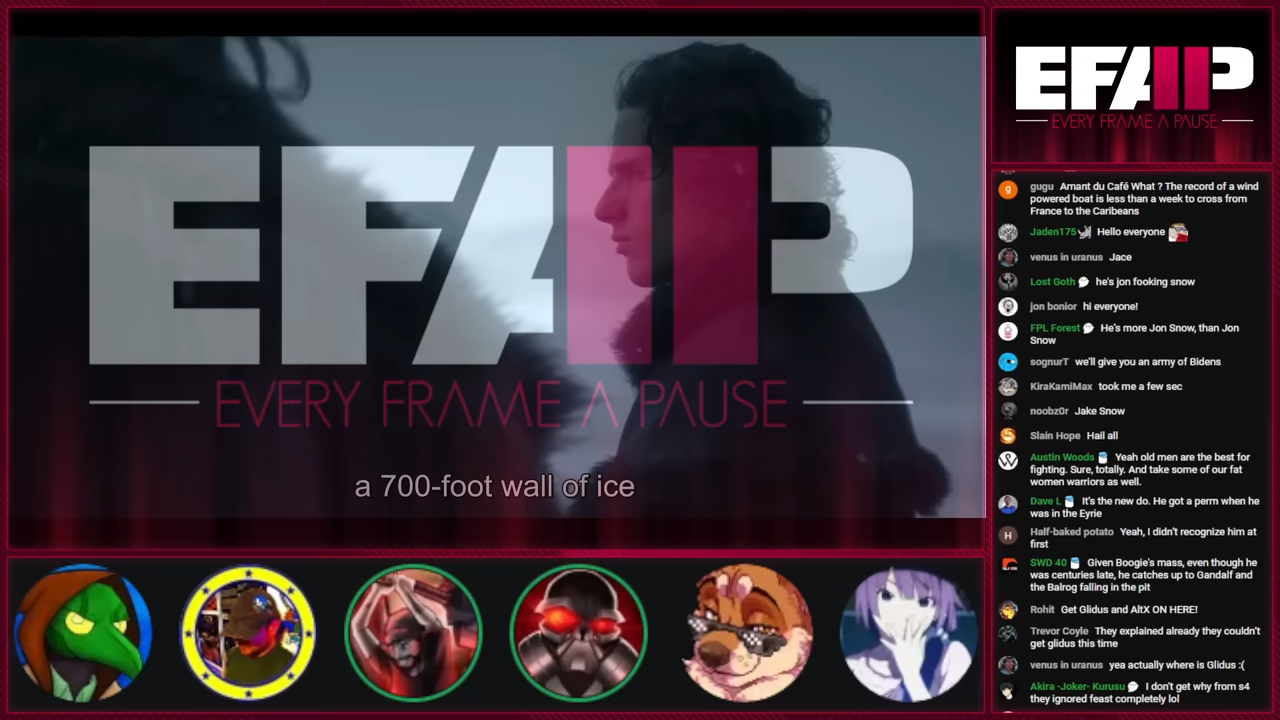 EFAP
EVERY FRAME A PAUSE
a 700-foot wall of ice
EFAP
EVERY FRAME A PAUSE
g
gugu Amant du Café What ? The record of a wind
powered boat is less than a week to cross from
France to the Caribeans
Jaden175 Hello everyone
venus in uranus Jace
Lost Goth he's jon fooking snow
jon bonior hi everyone!
FPL Forest He's more Jon Snow, than Jon
Snow
sognurT we'll give you an army of Bidens
KiraKamiMax took me a few sec
noobz0r Jake Snow
Slain Hope Hail all
Austin Woods Yeah old men are the best for
fighting. Sure, totally. And take some of our fat
women warriors as well.
Dave L It's the new do. He got a perm when he
was in the Eyrie
H
Half-baked potato Yeah, I didn't recognize him at
first
SWD 40 Given Boogie's mass, even though he
was centuries late, he catches up to Gandalf and
the Balrog falling in the pit
Rohit Get Glidus and AltX ON HERE!
Trevor Coyle They explained already they couldn't
get glidus this time
venus in uranus yea actually where is Glidus :(
Akira -Joker- Kurusu I don't get why from s4
they ignored feast completely lol